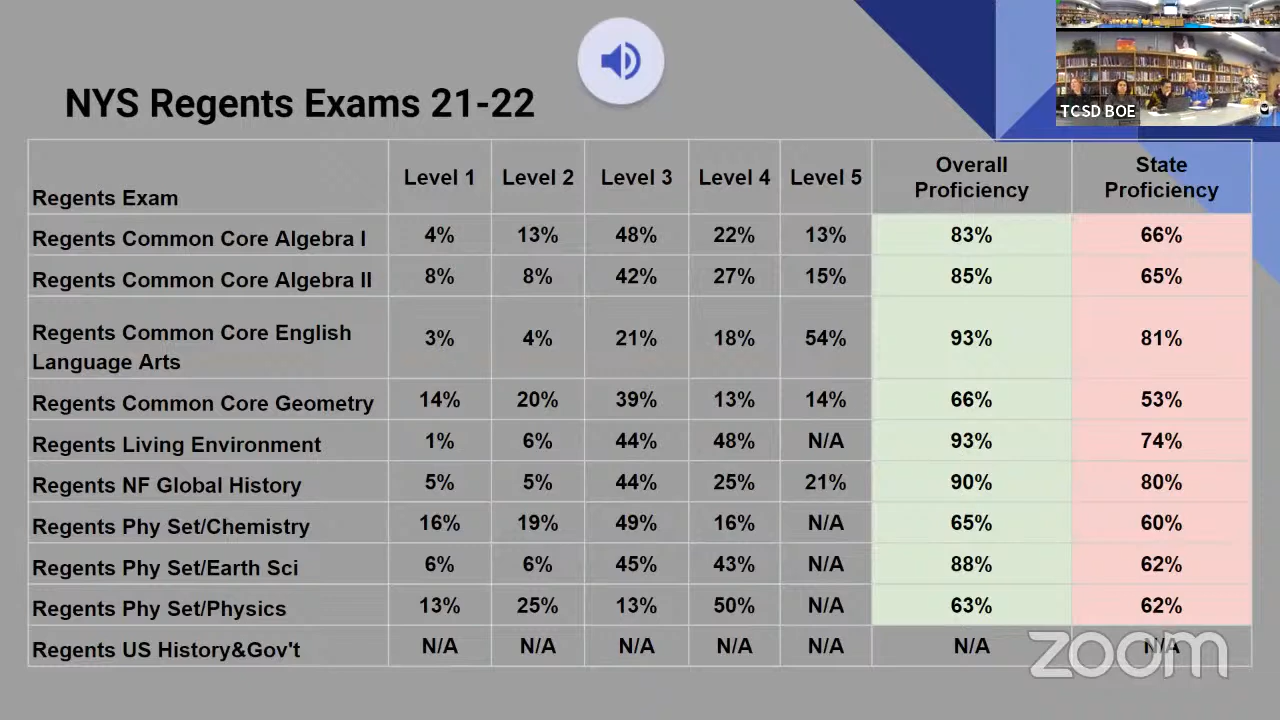 NYS Regents Exams 21-22
TCSD BOE
Regents Exam Level 1 Level 2 Level 3 Level 4 Level 5 Overall Proficiency State Proficiency
Regents Common Core Algebra I 4% 13% 48% 22% 13% 83% 66%
Regents Common Core Algebra II 8% 8% 42% 27% 15% 85% 65%
Regents Common Core English
Language Arts 3% 4% 21% 18% 54% 93% 81%
Regents Common Core Geometry 14% 20% 39% 13% 14% 66% 53%
Regents Living Environment 1% 6% 44% 48% N/A 93% 74%
Regents NF Global History 5% 5% 44% 25% 21% 90% 80%
Regents Phy Set/Chemistry 16% 19% 49% 16% N/A 65% 60%
Regents Phy Set/Earth Sci 6% 6% 45% 43% N/A 88% 62%
Regents Phy Set/Physics 13% 25% 13% 50% N/A 63% 62%
Regents US History&Gov't N/A N/A N/A N/A N/A N/A N/A
zoom